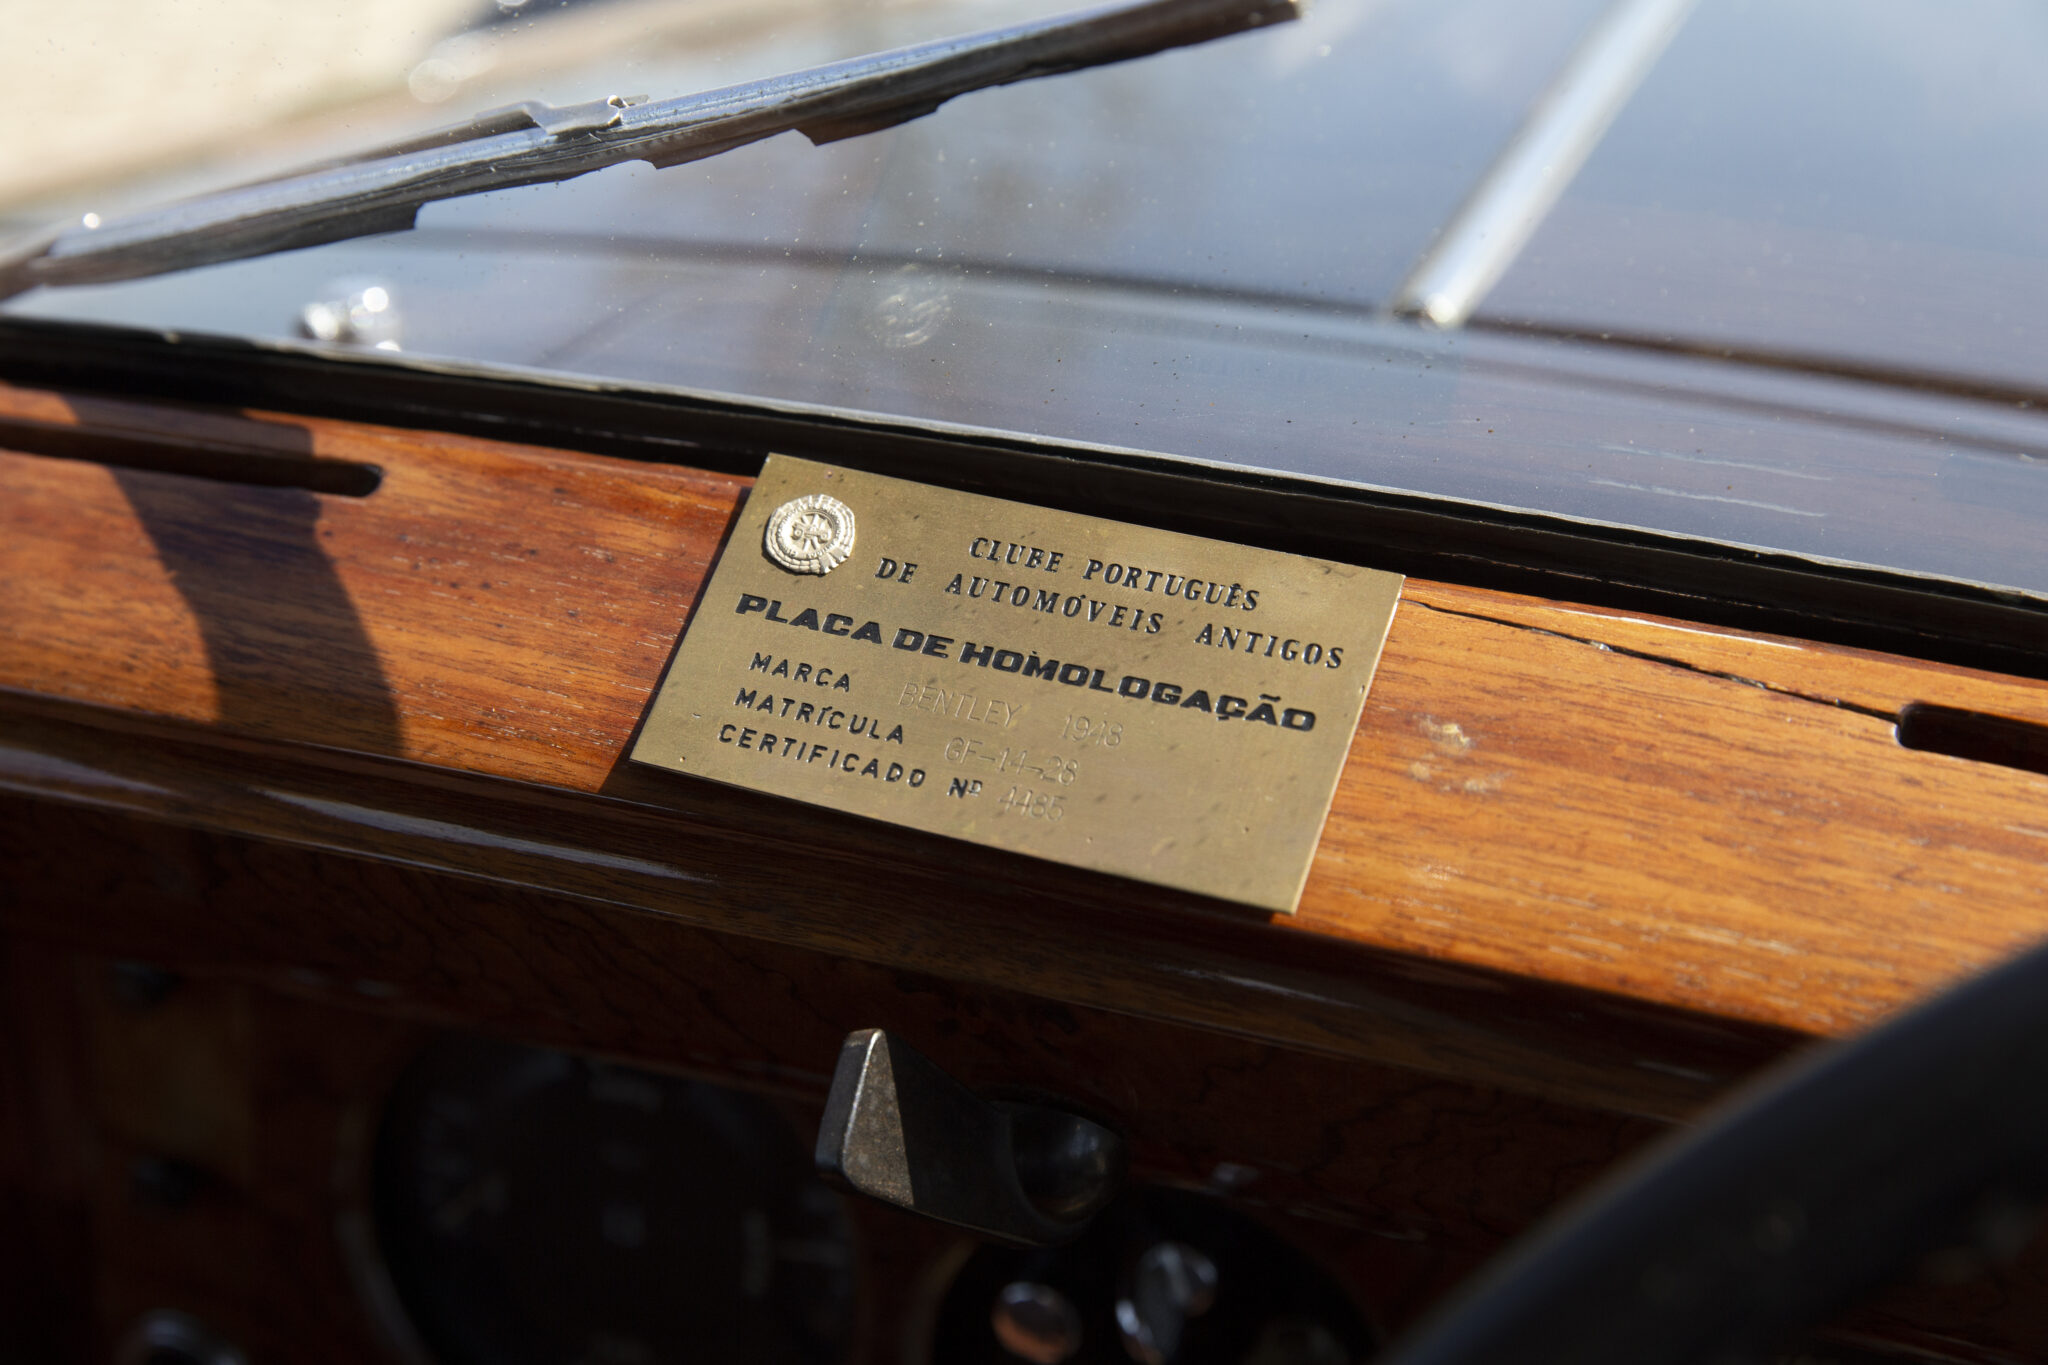 CLUBE PORTUGUÊS
DE AUTOMÓVEIS ANTIGOS
PLACA DE HOMOLOGAÇÃO
MARCA BENTLEY 1948
MATRÍCULA GF-14-28
CERTIFICADO Nº 4485